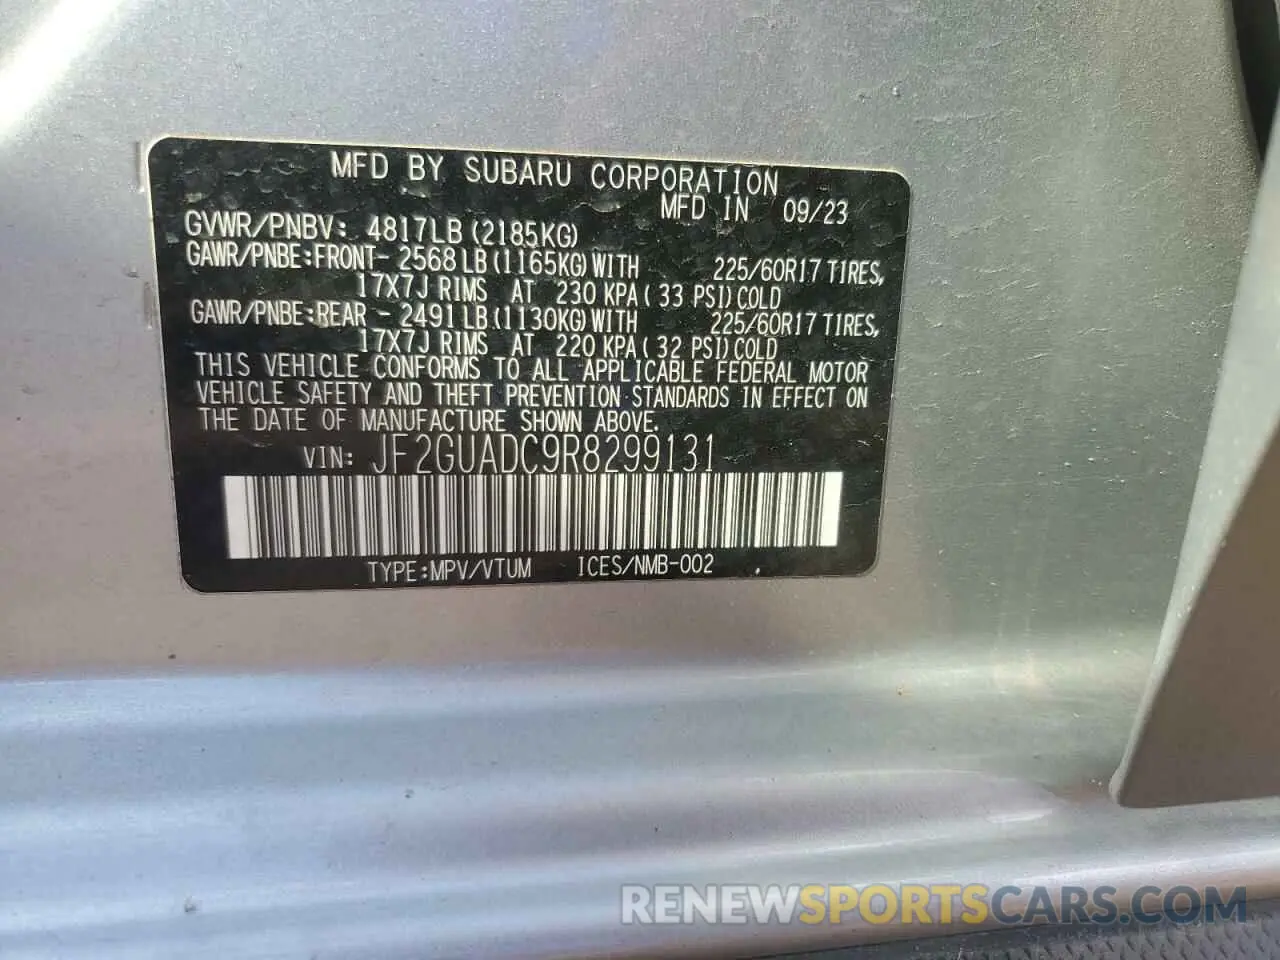 MFD BY SUBARU CORPORATION
MFD IN 09/23
GVWR/PNBV: 4817LB (2185KG)
GAWR/PNBE:FRONT- 2568LB (1165KG) WITH 225/60R17 TIRES,
17X7J RIMS AT 230 KPA ( 33 PSI) COLD
GAWR/PNBE:REAR - 2491LB (1130KG) WITH 225/60R17 TIRES,
17X7J RIMS AT 220 KPA ( 32 PSI) COLD
THIS VEHICLE CONFORMS TO ALL APPLICABLE FEDERAL MOTOR
VEHICLE SAFETY AND THEFT PREVENTION STANDARDS IN EFFECT ON
THE DATE OF MANUFACTURE SHOWN ABOVE.
VIN: JF2GUADC9R8299131
TYPE:MPV/VTUM ICES/NMB-002
RENEWSPORTSCARS.COM